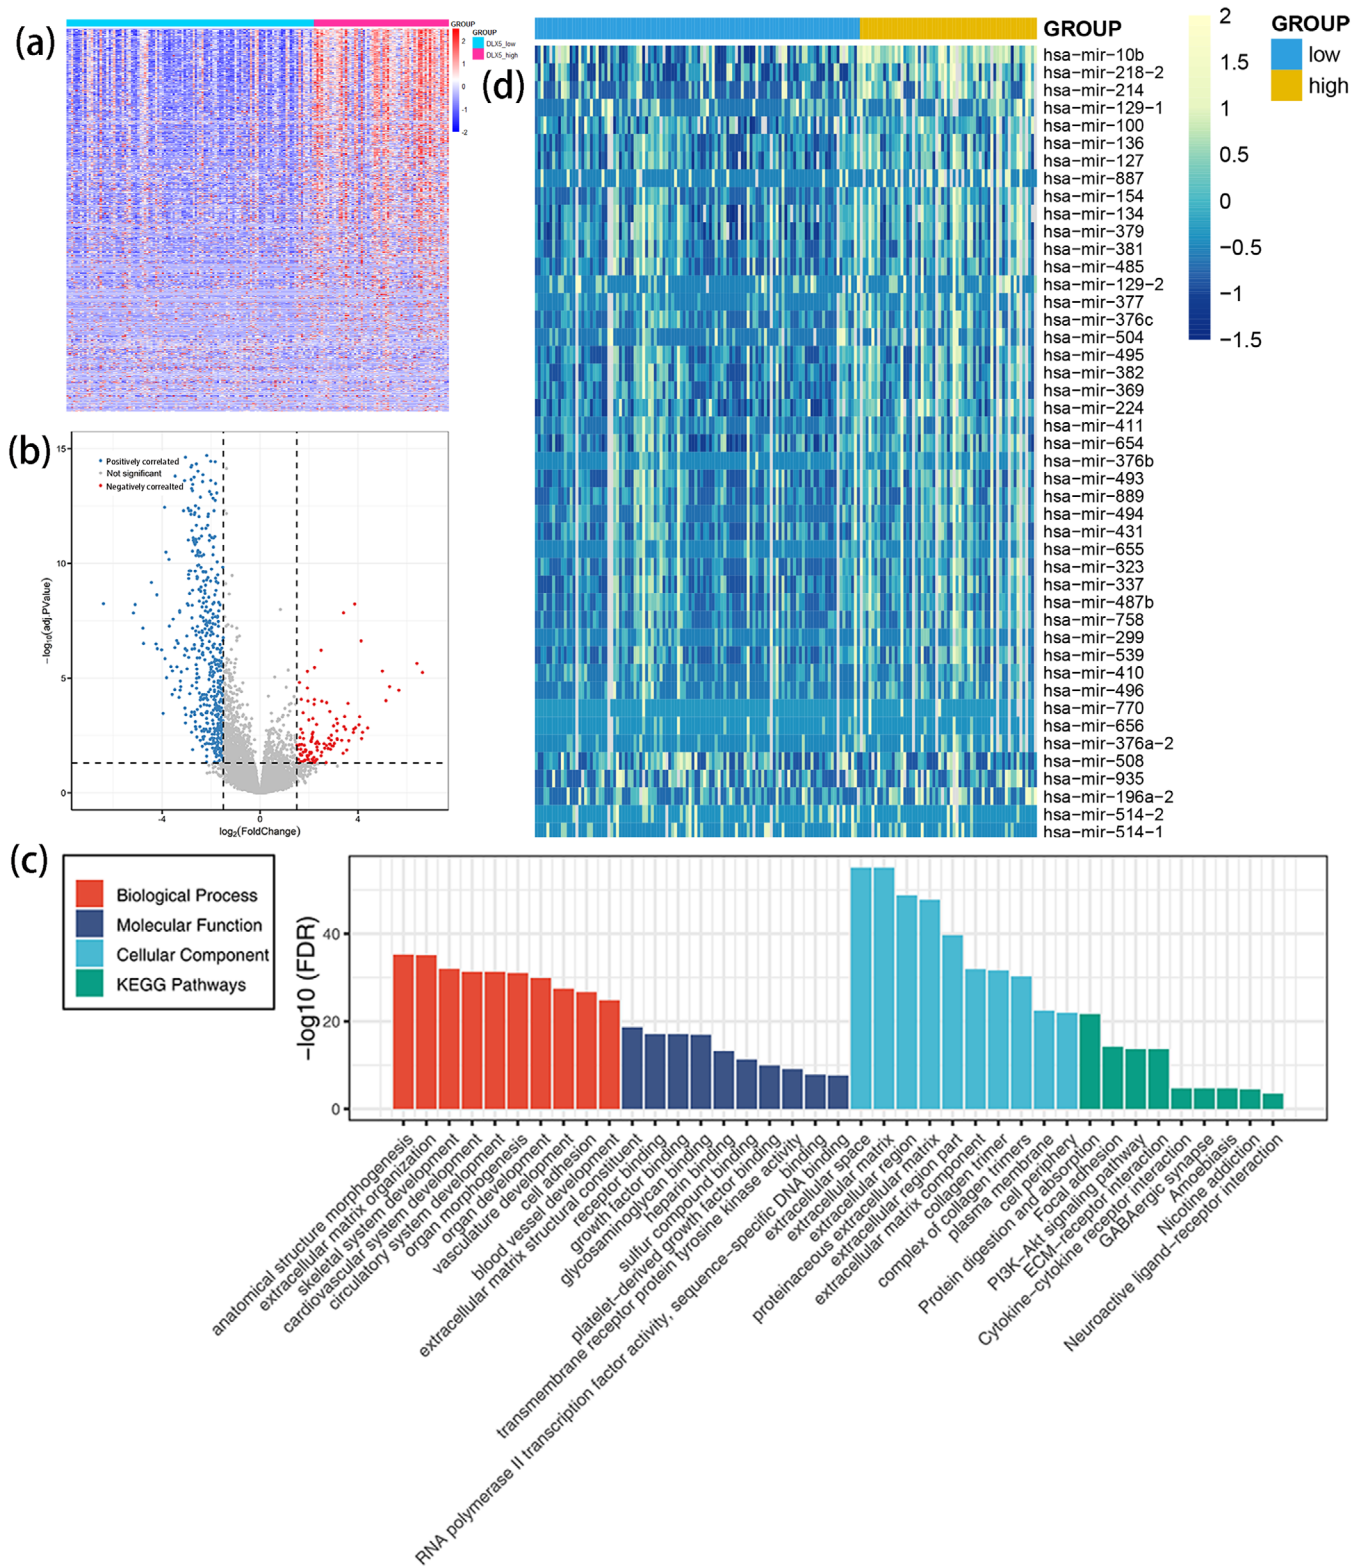 (a)
GROUP
2
1
0
-1
-2
GROUP
DLX5_low
DLX5_high
(d)
GROUP
hsa−mir−10b
hsa−mir−218−2
hsa−mir−214
hsa−mir−129−1
hsa−mir−100
hsa−mir−136
hsa−mir−127
hsa−mir−887
hsa−mir−154
hsa−mir−134
hsa−mir−379
hsa−mir−381
hsa−mir−485
hsa−mir−129−2
hsa−mir−377
hsa−mir−376c
hsa−mir−504
hsa−mir−495
hsa−mir−382
hsa−mir−369
hsa−mir−224
hsa−mir−411
hsa−mir−654
hsa−mir−376b
hsa−mir−493
hsa−mir−889
hsa−mir−494
hsa−mir−431
hsa−mir−655
hsa−mir−323
hsa−mir−337
hsa−mir−487b
hsa−mir−758
hsa−mir−299
hsa−mir−539
hsa−mir−410
hsa−mir−496
hsa−mir−770
hsa−mir−656
hsa−mir−376a−2
hsa−mir−508
hsa−mir−935
hsa−mir−196a−2
hsa−mir−514−2
hsa−mir−514−1
2
1.5
1
0.5
0
−0.5
−1
−1.5
GROUP
low
high
(b)
15
10
5
0
−log10(adj.PValue)
Positively correlated
Not significant
Negatively correalted
-4
0
4
log2(FoldChange)
(c)
Biological Process
Molecular Function
Cellular Component
KEGG Pathways
−log10 (FDR)
40
20
0
anatomical structure morphogenesis
extracellular matrix organization
skeletal system development
cardiovascular system development
circulatory system development
organ morphogenesis
organ development
vasculature development
cell adhesion
blood vessel development
extracellular matrix structural constituent
receptor binding
growth factor binding
glycosaminoglycan binding
heparin binding
sulfur compound binding
platelet−derived growth factor binding
transmembrane receptor protein tyrosine kinase activity
binding
RNA polymerase II transcription factor activity, sequence−specific DNA binding
extracellular space
extracellular matrix
extracellular region
proteinaceous extracellular matrix
extracellular region part
extracellular matrix component
collagen trimer
complex of collagen trimers
plasma membrane
cell periphery
Protein digestion and absorption
Focal adhesion
PI3K−Akt signaling pathway
ECM−receptor interaction
Cytokine−cytokine receptor interaction
GABAergic synapse
Amoebiasis
Nicotine addiction
Neuroactive ligand−receptor interaction